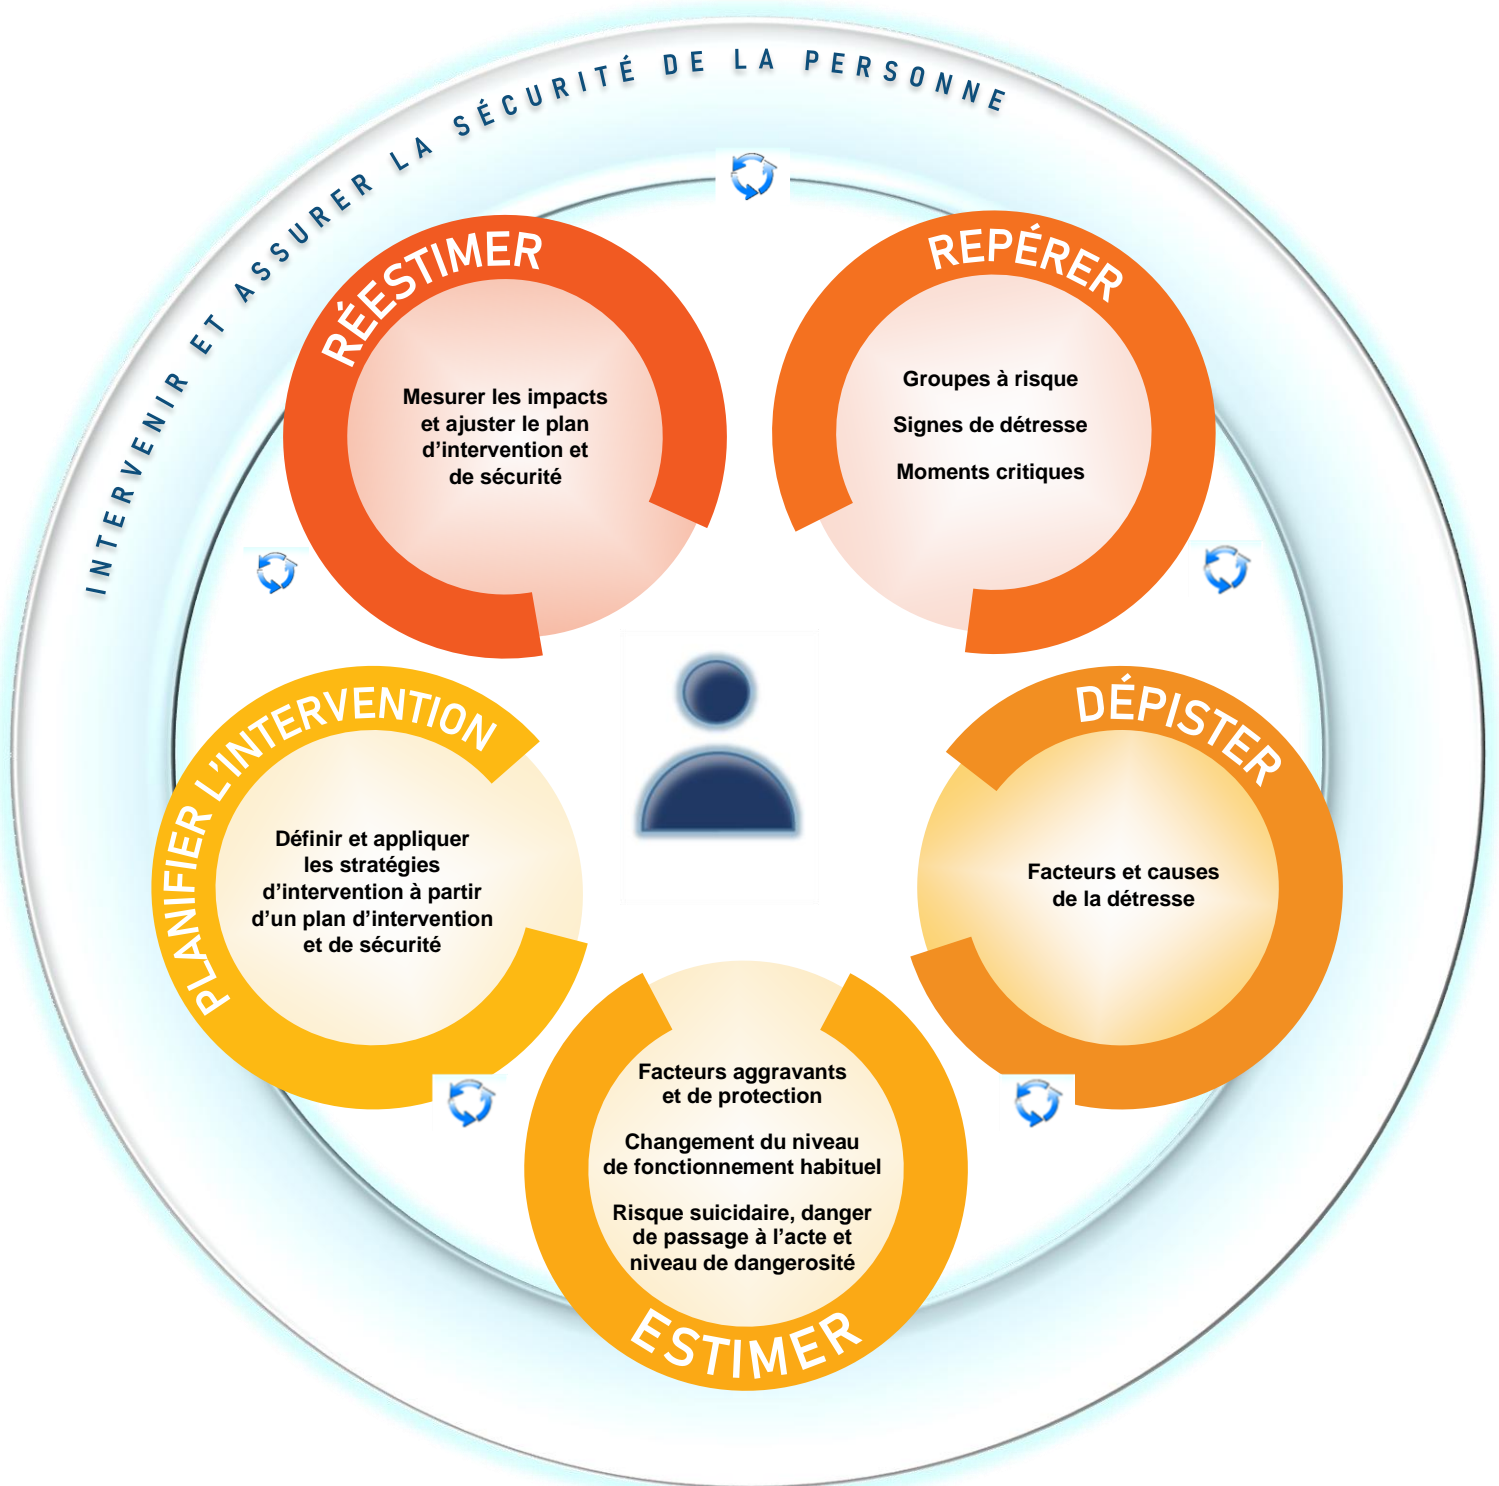 INTERVENIR ET ASSURER LA SÉCURITÉ DE LA PERSONNE
RÉESTIMER
Mesurer les impacts
et ajuster le plan
d’intervention et
de sécurité
REPÉRER
Groupes à risque
Signes de détresse
Moments critiques
DÉPISTER
Facteurs et causes
de la détresse
ESTIMER
Facteurs aggravants
et de protection
Changement du niveau
de fonctionnement habituel
Risque suicidaire, danger
de passage à l’acte et
niveau de dangerosité
PLANIFIER L’INTERVENTION
Définir et appliquer
les stratégies
d’intervention à partir
d’un plan d’intervention
et de sécurité